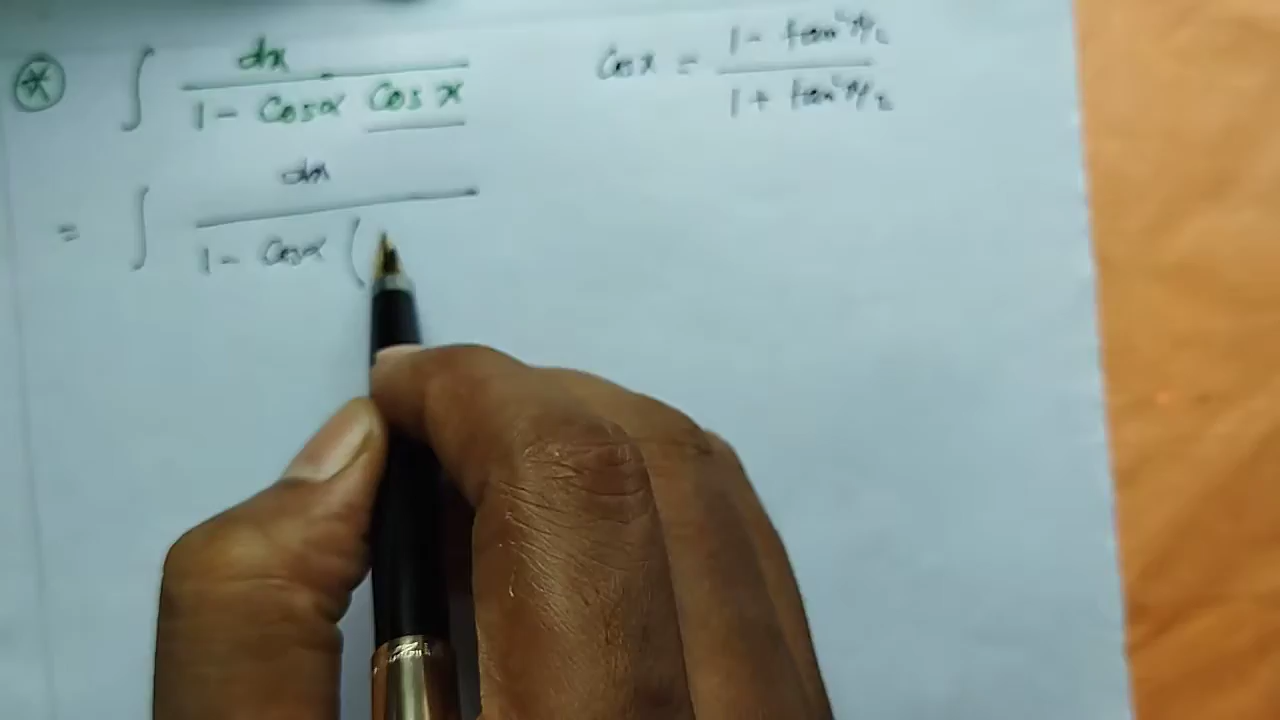 * ∫ dx / (1 - Cosα Cos x)    Cos x = (1 - tan²x/2) / (1 + tan²x/2)
= ∫ dx / (1 - Cosα (